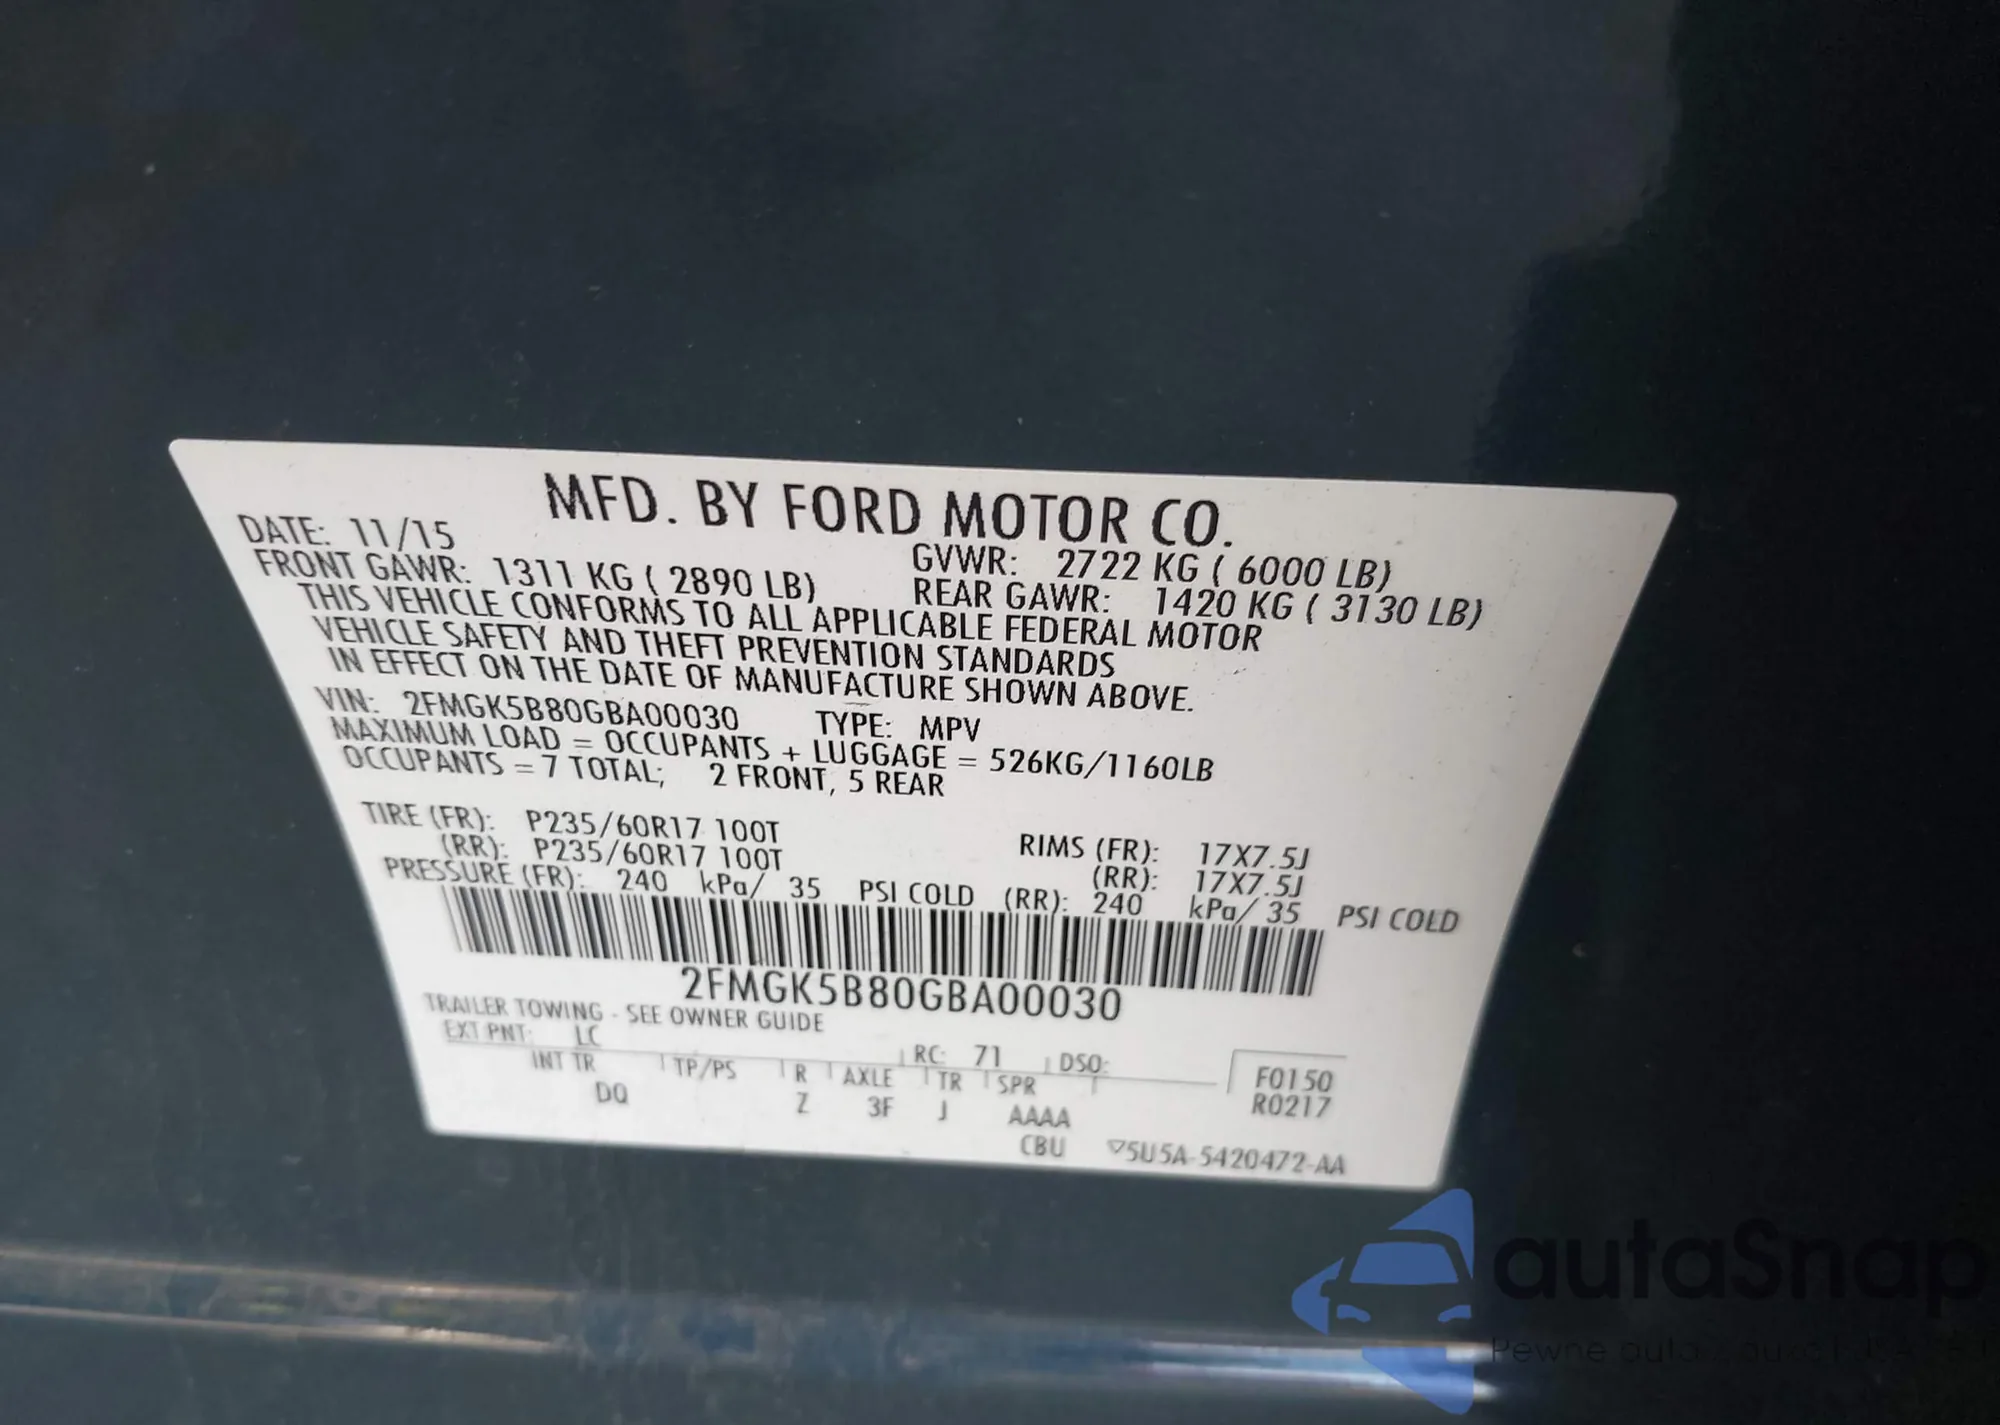 MFD. BY FORD MOTOR CO.
DATE: 11/15 GVWR: 2722 KG ( 6000 LB)
FRONT GAWR: 1311 KG ( 2890 LB) REAR GAWR: 1420 KG ( 3130 LB)
THIS VEHICLE CONFORMS TO ALL APPLICABLE FEDERAL MOTOR
VEHICLE SAFETY AND THEFT PREVENTION STANDARDS
IN EFFECT ON THE DATE OF MANUFACTURE SHOWN ABOVE.
VIN: 2FMGK5B80GBA00030 TYPE: MPV
MAXIMUM LOAD = OCCUPANTS + LUGGAGE = 526KG/1160LB
OCCUPANTS = 7 TOTAL; 2 FRONT, 5 REAR
TIRE (FR): P235/60R17 100T RIMS (FR): 17X7.5J
(RR): P235/60R17 100T (RR): 17X7.5J
PRESSURE (FR): 240 kPa/ 35 PSI COLD (RR): 240 kPa/ 35 PSI COLD
2FMGK5B80GBA00030
TRAILER TOWING - SEE OWNER GUIDE
EXT PNT: LC RC: 71 DSO:
INT TR TP/PS R AXLE TR SPR F0150
DQ Z 3F J AAAA R0217
CBU ▽5U5A-5420472-AA
autaSnap
Pewne auta z